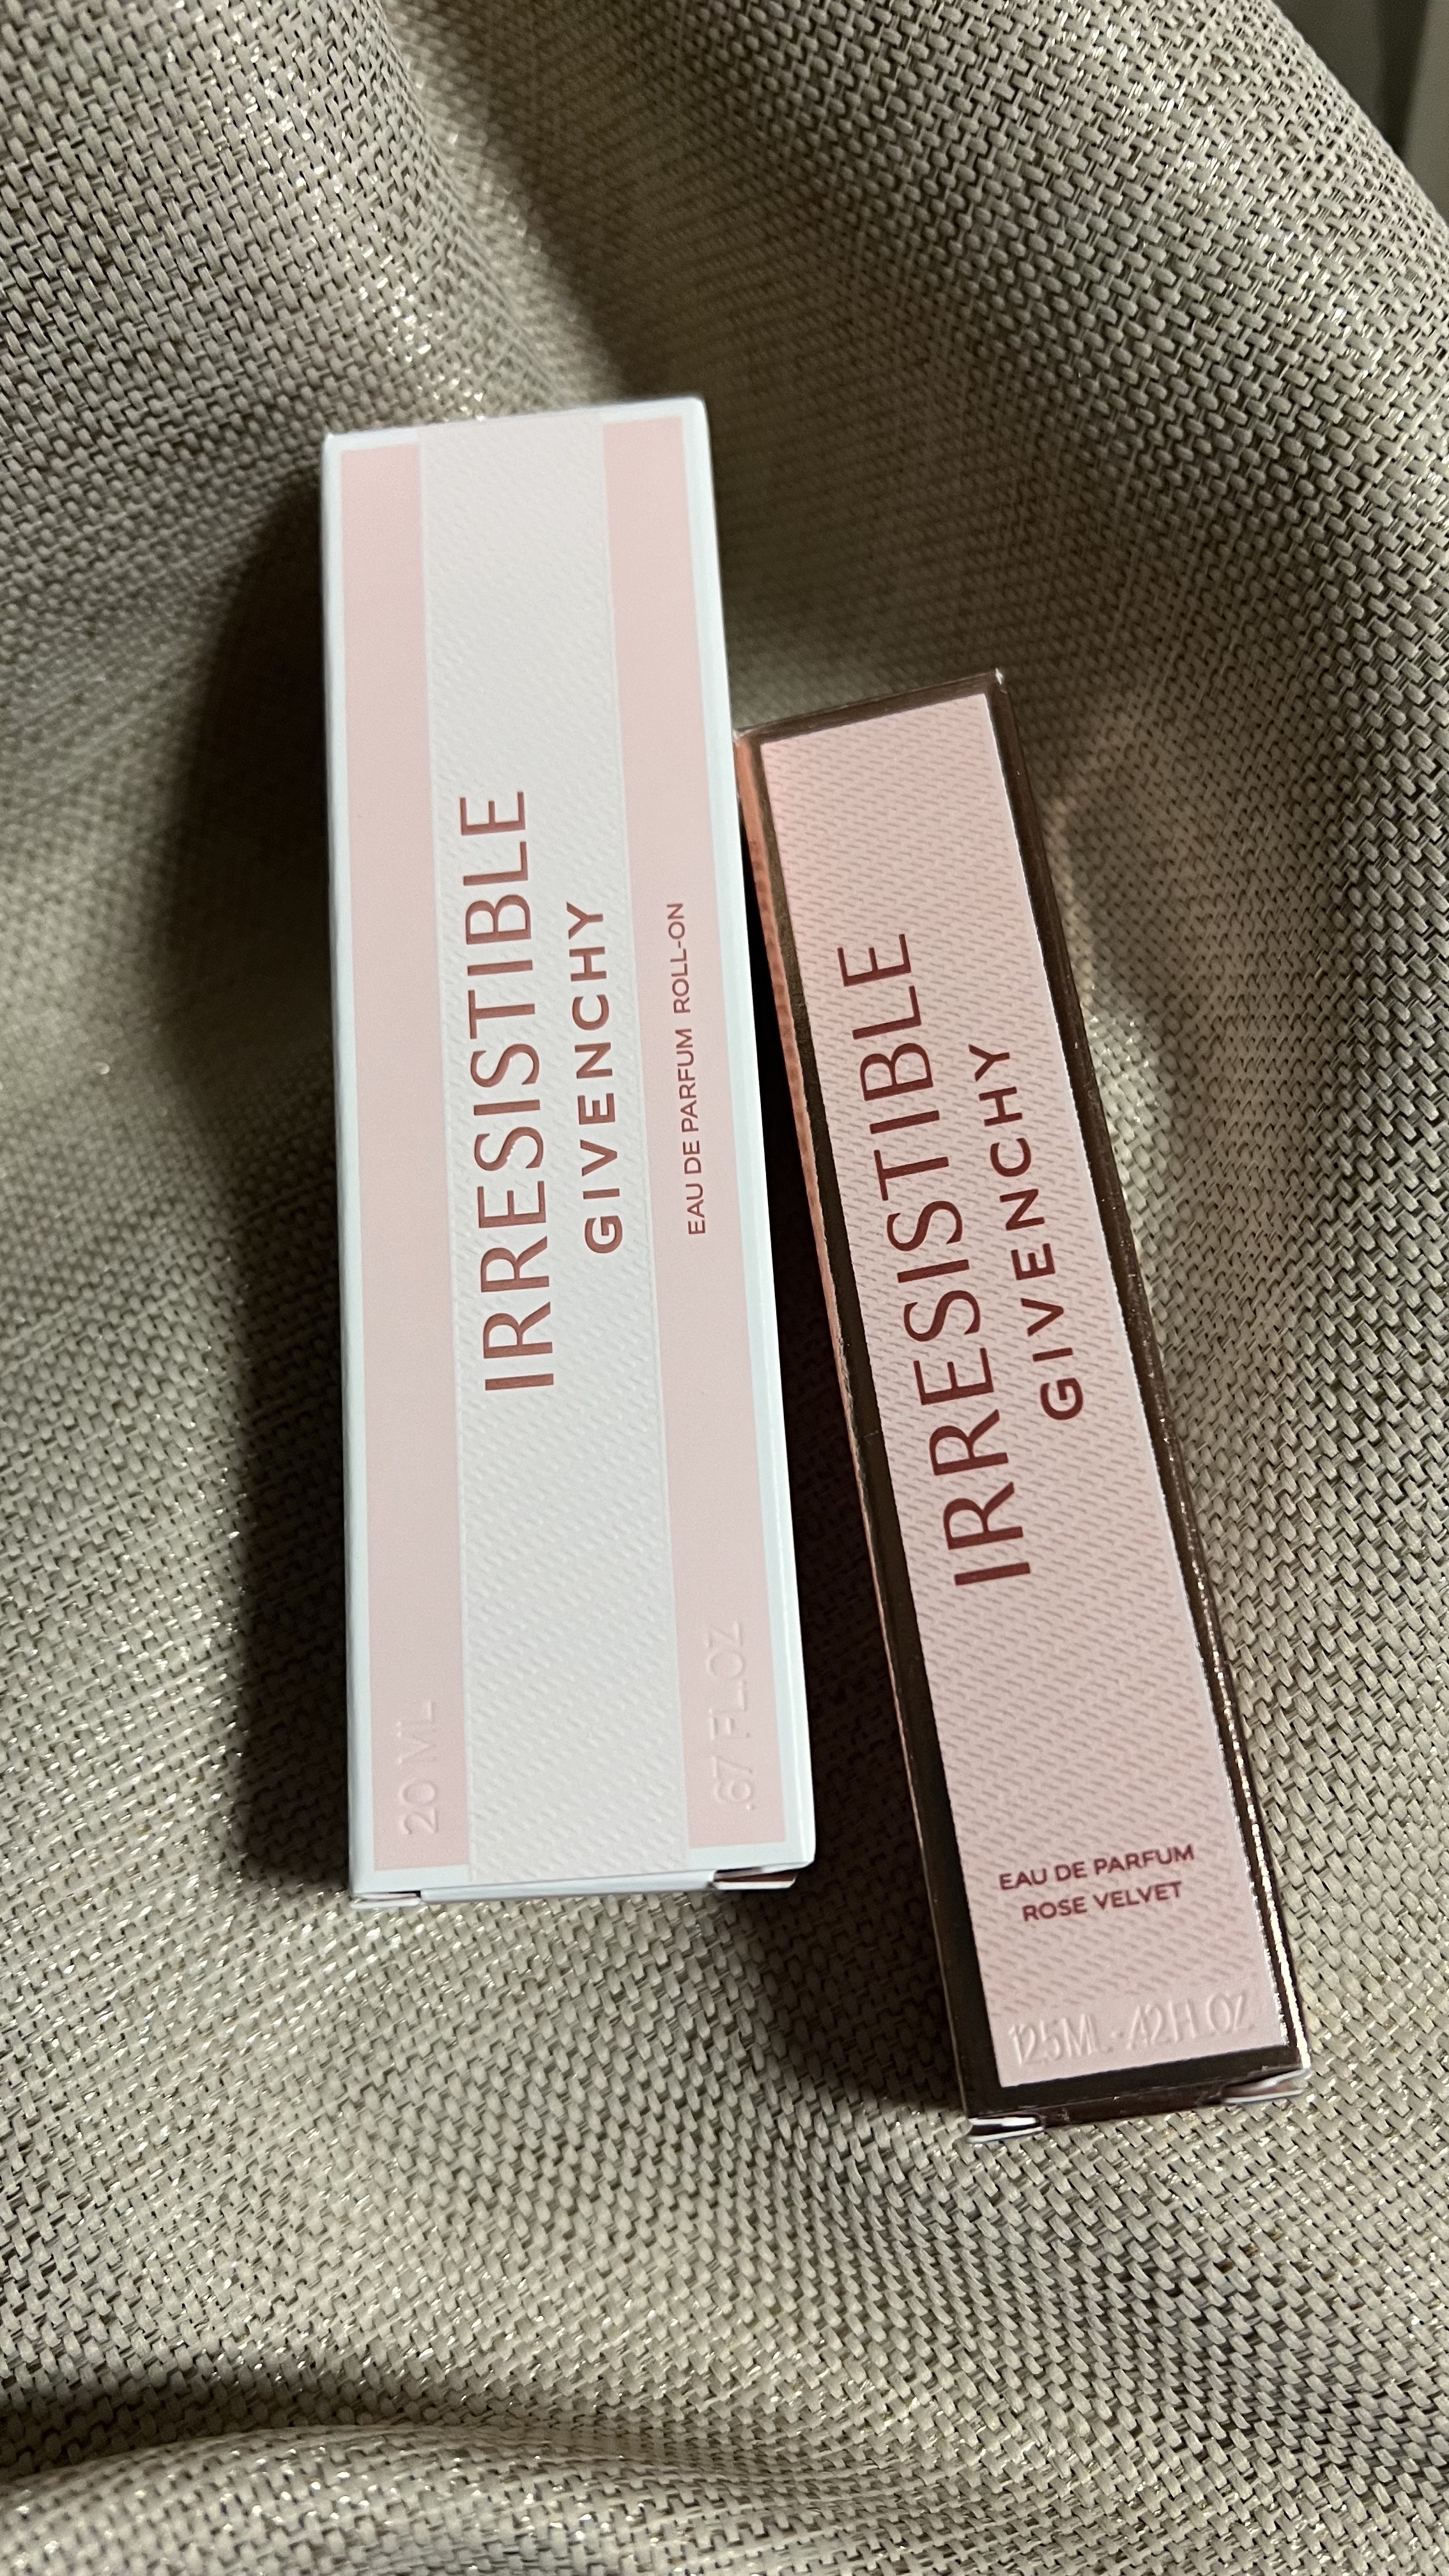 IRRESISTIBLE
GIVENCHY
EAU DE PARFUM ROLL-ON
20 ML
.67 FL.OZ
IRRESISTIBLE
GIVENCHY
EAU DE PARFUM
ROSE VELVET
12.5ML-.42FL.OZ